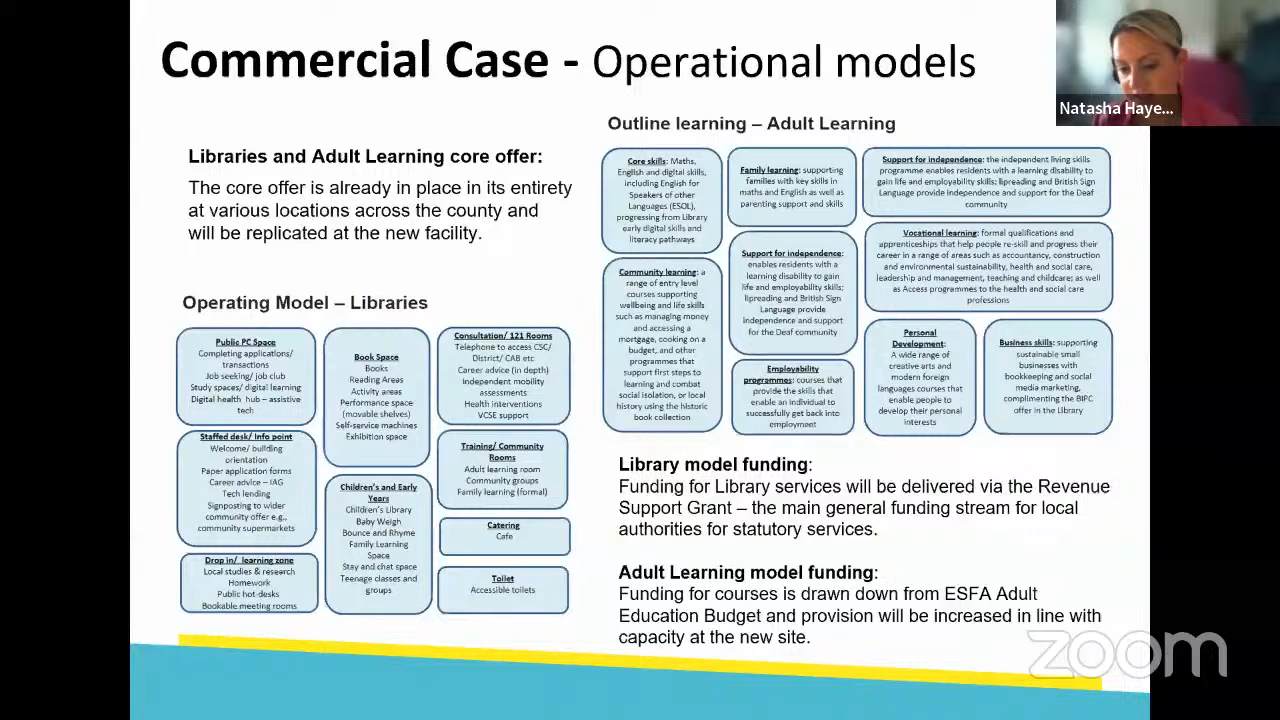 Commercial Case - Operational models
Natasha Haye...
Libraries and Adult Learning core offer:
The core offer is already in place in its entirety
at various locations across the county and
will be replicated at the new facility.
Operating Model – Libraries
Public PC Space
Completing applications/
transactions
Job seeking/ job club
Study spaces/ digital learning
Digital health hub – assistive
tech
Staffed desk/ Info point
Welcome/ building
orientation
Paper application forms
Career advice – IAG
Tech lending
Signposting to wider
community offer e.g.,
community supermarkets
Drop in/ learning zone
Local studies & research
Homework
Public hot-desks
Bookable meeting rooms
Book Space
Books
Reading Areas
Activity areas
Performance space
(movable shelves)
Self-service machines
Exhibition space
Children's and Early
Years
Children's Library
Baby Weigh
Bounce and Rhyme
Family Learning
Space
Stay and chat space
Teenage classes and
groups
Consultation/ 121 Rooms
Telephone to access CSC/
District/ CAB etc
Career advice (in depth)
Independent mobility
assessments
Health interventions
VCSE support
Training/ Community
Rooms
Adult learning room
Community groups
Family learning (formal)
Catering
Cafe
Toilet
Accessible toilets
Outline learning – Adult Learning
Core skills: Maths,
English and digital skills,
including English for
Speakers of other
Languages (ESOL),
progressing from Library
early digital skills and
literacy pathways
Community learning: a
range of entry level
courses supporting
wellbeing and life skills
such as managing money
and accessing a
mortgage, cooking on a
budget, and other
programmes that
support first steps to
learning and combat
social isolation, or local
history using the historic
book collection
Family learning: supporting
families with key skills in
maths and English as well as
parenting support and skills
Support for independence:
enables residents with a
learning disability to gain
life and employability skills;
lipreading and British Sign
Language provide
independence and support
for the Deaf community
Employability
programmes: courses that
provide the skills that
enable an individual to
successfully get back into
employment
Support for independence: the independent living skills
programme enables residents with a learning disability to
gain life and employability skills; lipreading and British Sign
Language provide independence and support for the Deaf
community
Vocational learning: formal qualifications and
apprenticeships that help people re-skill and progress their
career in a range of areas such as accountancy, construction
and environmental sustainability, health and social care,
leadership and management, teaching and childcare; as well
as Access programmes to the health and social care
professions
Personal
Development:
A wide range of
creative arts and
modern foreign
languages courses that
enable people to
develop their personal
interests
Business skills: supporting
sustainable small
businesses with
bookkeeping and social
media marketing,
complimenting the BIPC
offer in the Library
Library model funding:
Funding for Library services will be delivered via the Revenue
Support Grant – the main general funding stream for local
authorities for statutory services.
Adult Learning model funding:
Funding for courses is drawn down from ESFA Adult
Education Budget and provision will be increased in line with
capacity at the new site.
zoom